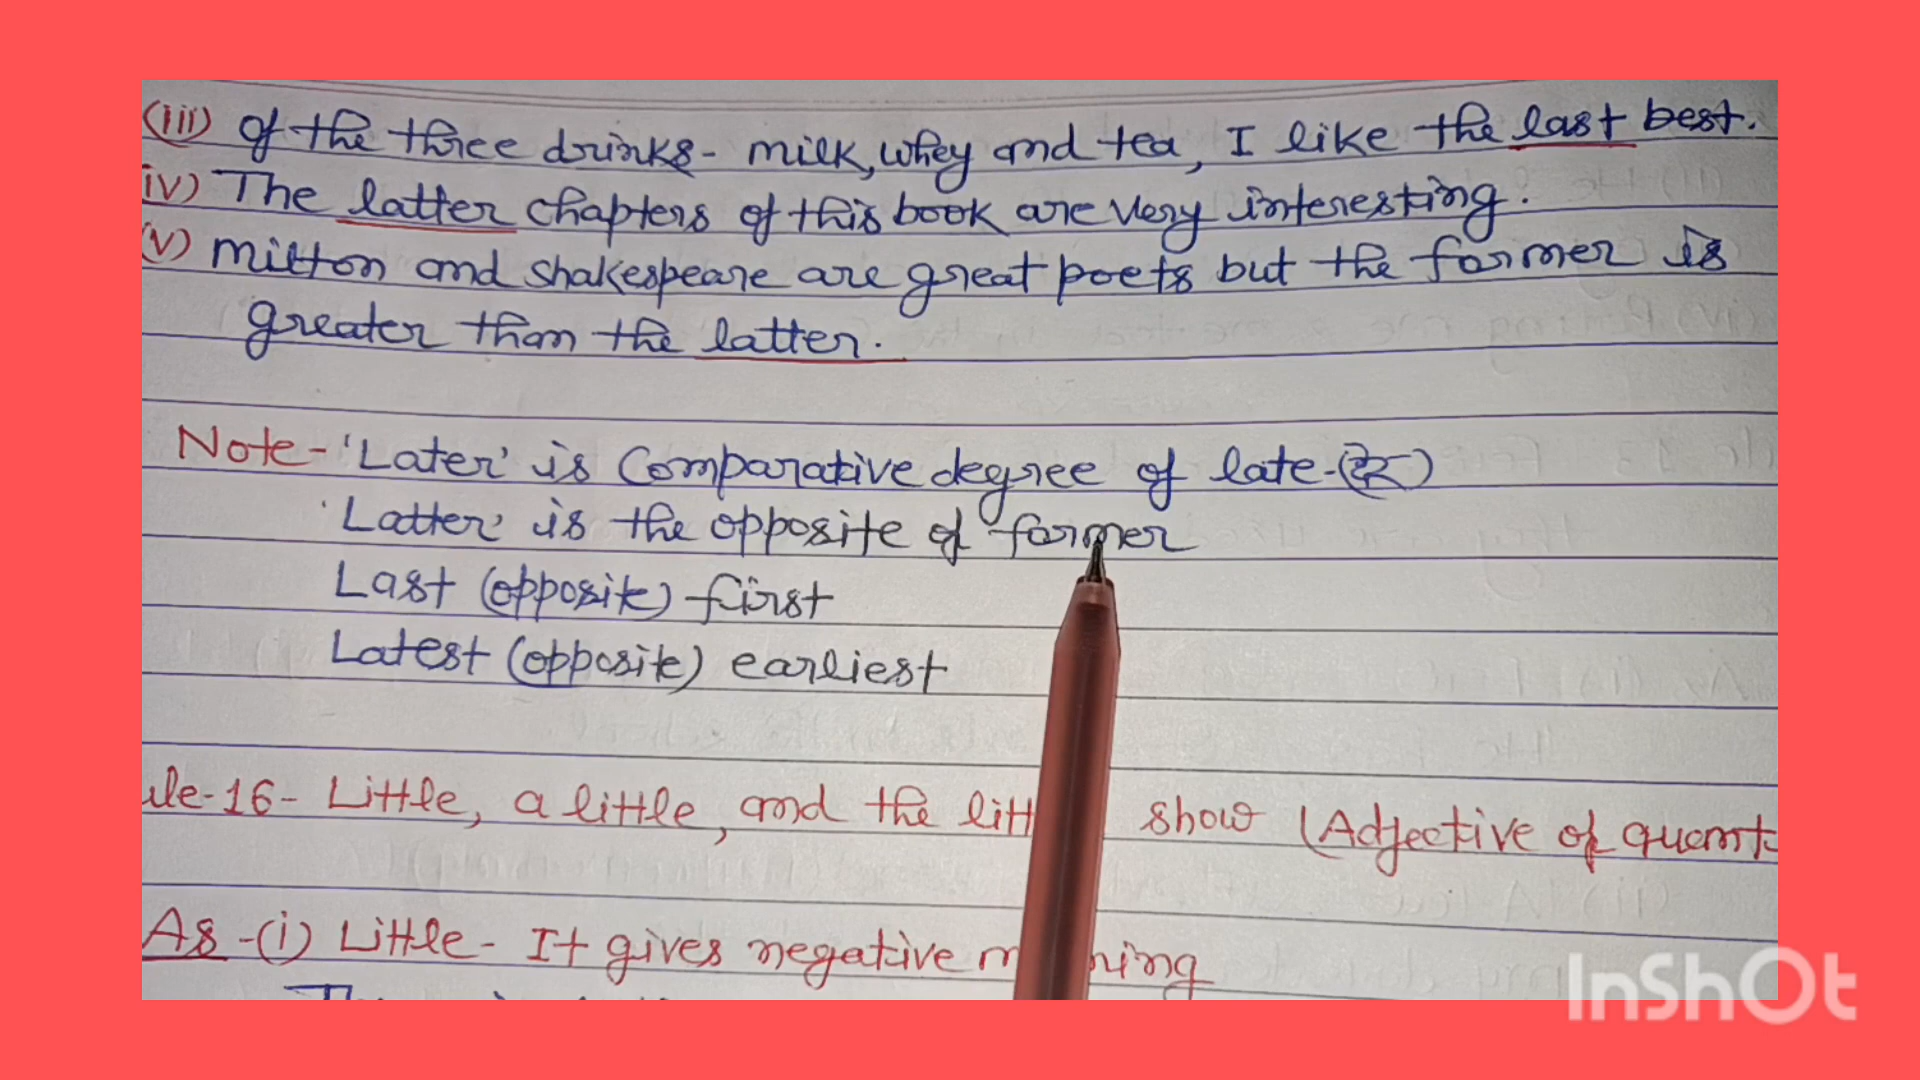 (iii) of the three drinks- milk, whey and tea, I like the last best.
iv) The latter chapters of this book are very interesting.
(v) Milton and Shakespeare are great poets but the former is
greater than the latter.
Note- 'Later' is Comparative degree of late-(देर)
'Latter' is the opposite of former
Last (opposite) first
Latest (opposite) earliest
ule-16- Little, a little, and the litt show (Adjective of quant
As -(i) Little - It gives negative m ning
InShOt